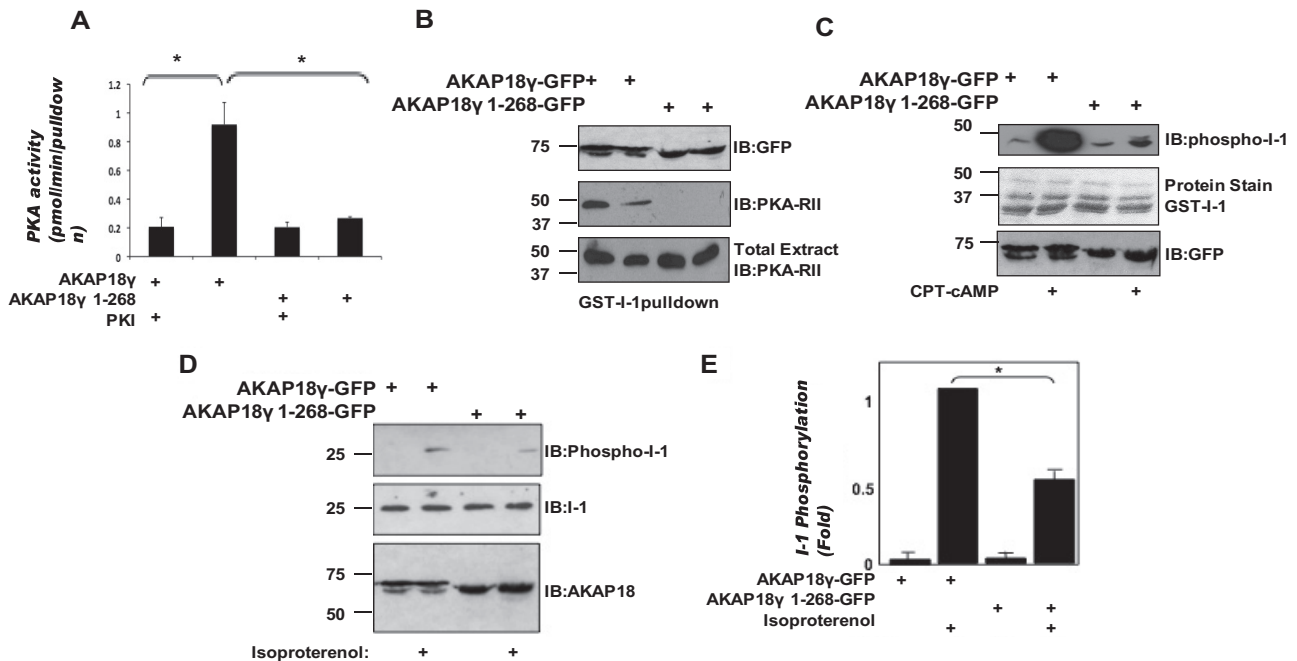 A
PKA activity
(pmol/min/pulldow
n)
*
*
1.2
1
0.8
0.6
0.4
0.2
0
AKAP18γ + +
AKAP18γ 1-268 + +
PKI + +
B
AKAP18γ-GFP+ +
AKAP18γ 1-268-GFP + +
75
IB:GFP
50
37
IB:PKA-RII
50
37
Total Extract
IB:PKA-RII
GST-I-1pulldown
C
AKAP18γ-GFP + +
AKAP18γ 1-268-GFP + +
50
IB:phospho-I-1
50
37
Protein Stain
GST-I-1
75
IB:GFP
CPT-cAMP + +
D
AKAP18γ-GFP + +
AKAP18γ 1-268-GFP + +
25
IB:Phospho-I-1
25
IB:I-1
75
50
IB:AKAP18
Isoproterenol: + +
E
I-1 Phosphorylation
(Fold)
*
1
0.5
0
AKAP18γ-GFP + +
AKAP18γ 1-268-GFP + +
Isoproterenol + +